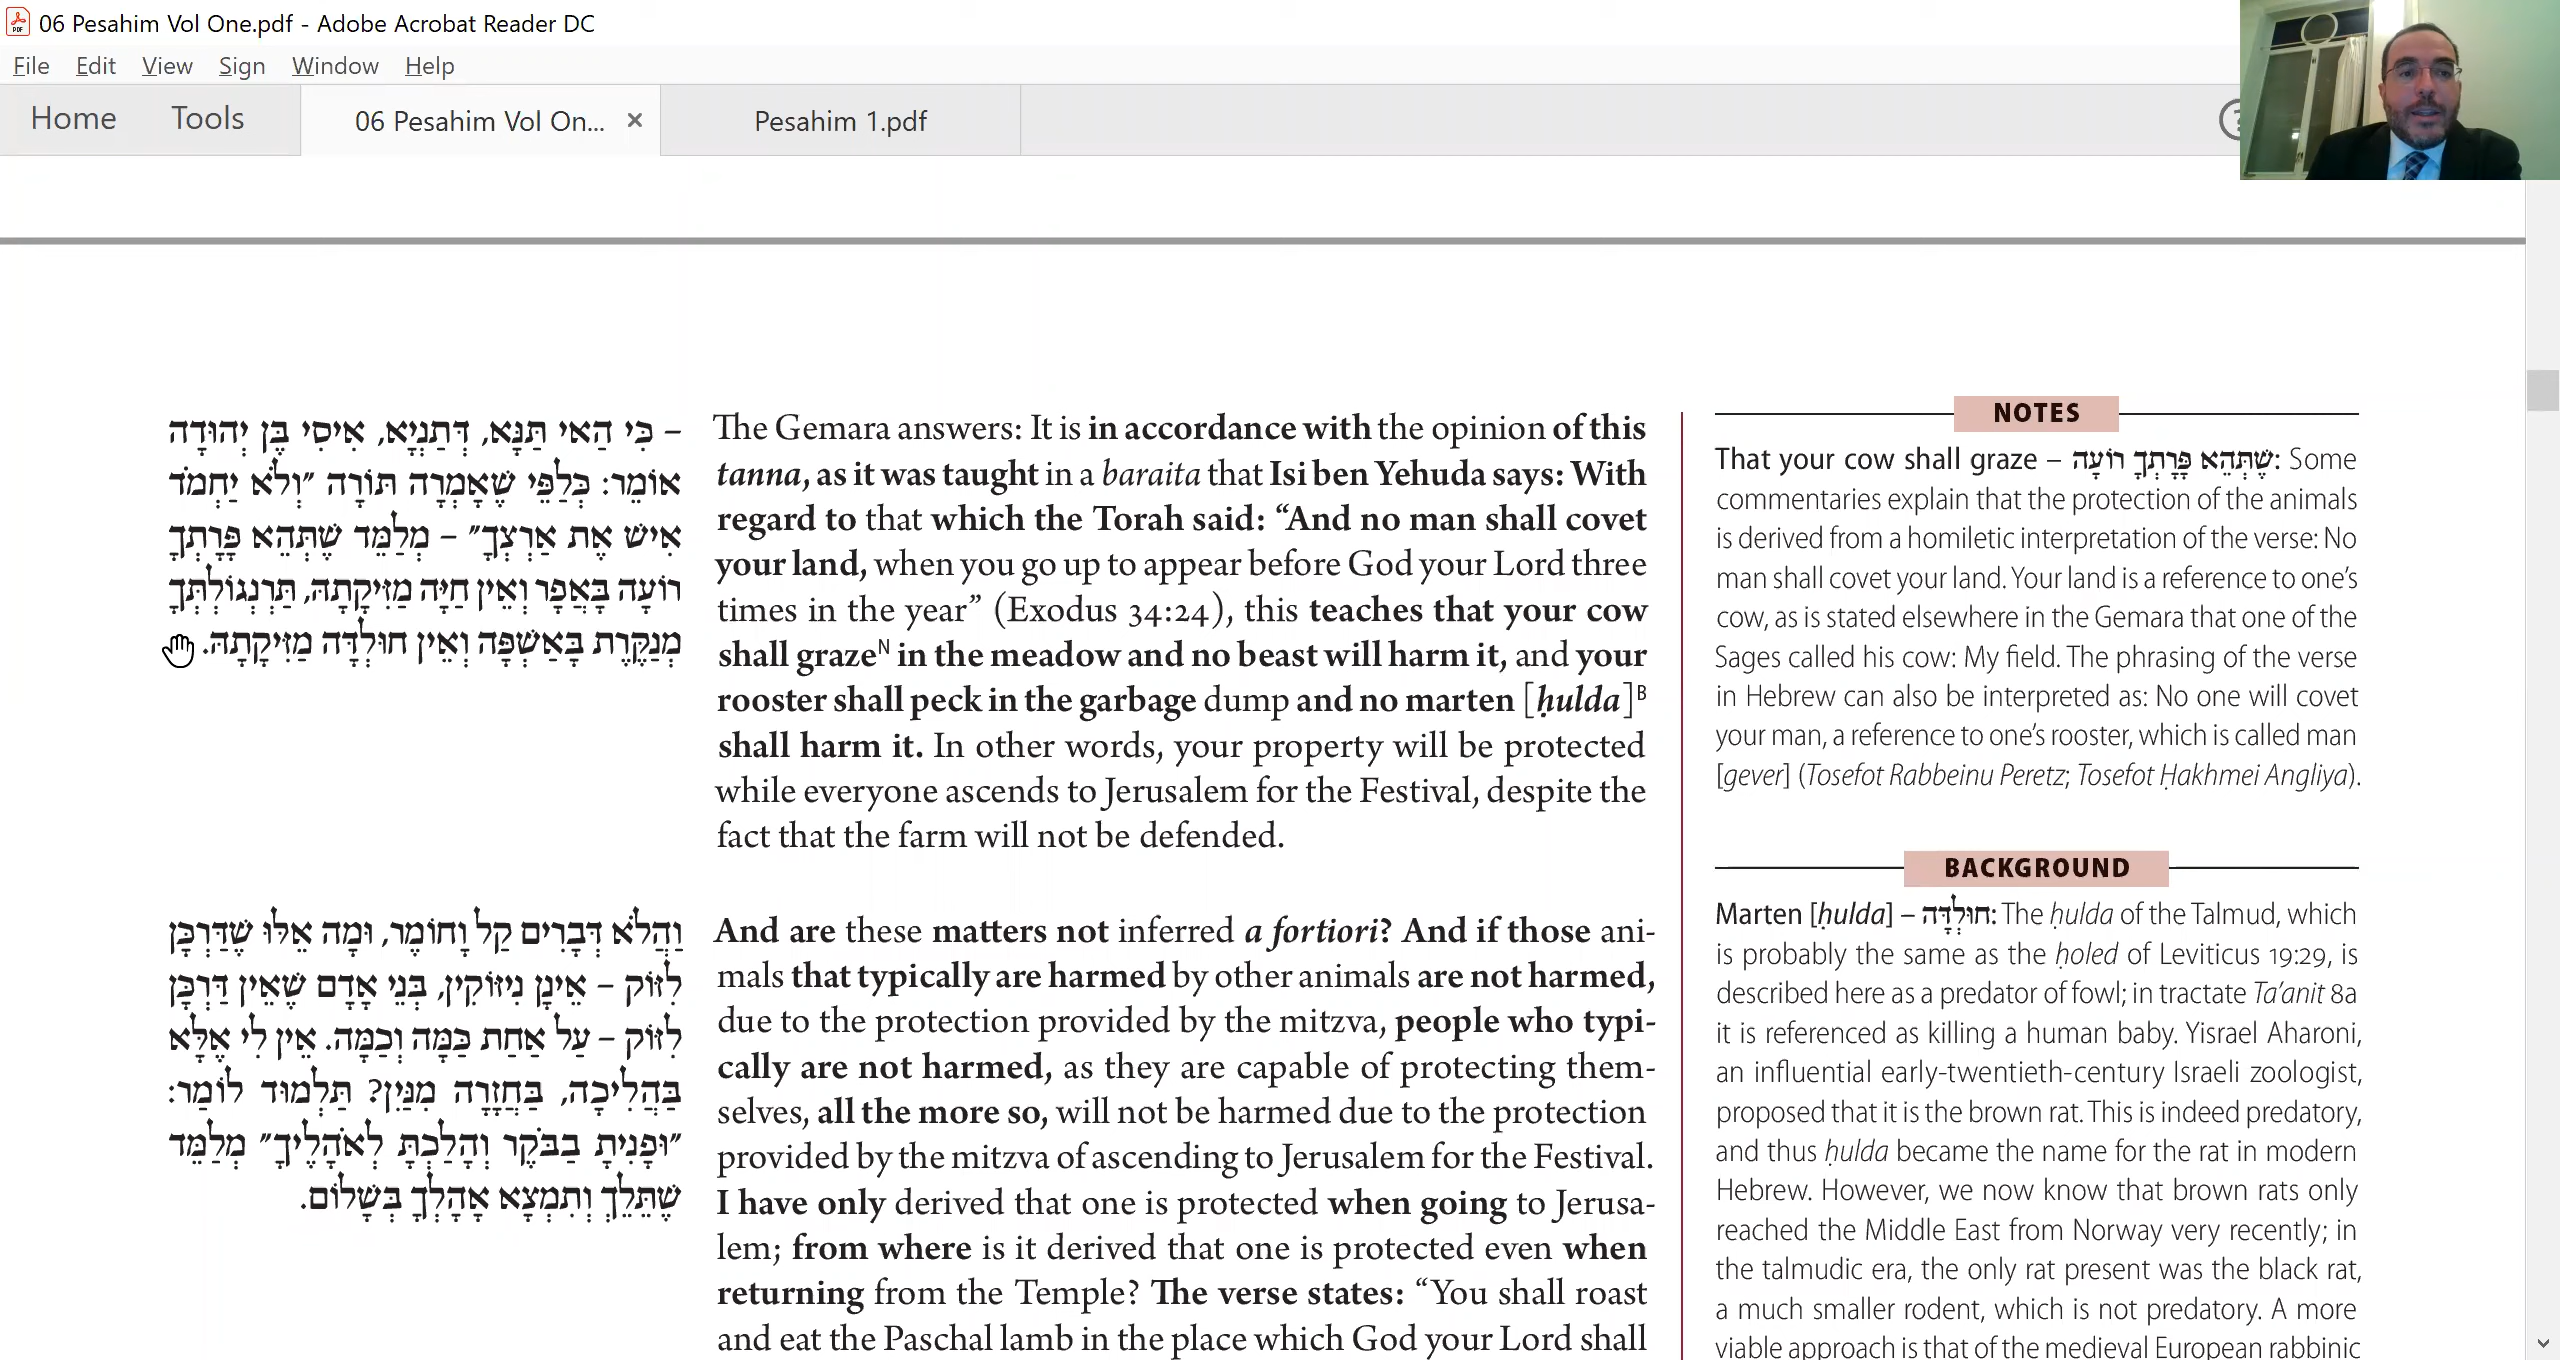 06 Pesahim Vol One.pdf - Adobe Acrobat Reader DC
File Edit View Sign Window Help
Home Tools 06 Pesahim Vol On... × Pesahim 1.pdf
– כִּי הַאי תַּנָּא, דְּתַנְיָא, אִיסִי בֶּן יְהוּדָה
אוֹמֵר: כְּלַפֵּי שֶׁאָמְרָה תּוֹרָה ״וְלֹא יַחְמֹד
אִישׁ אֶת אַרְצְךָ״ – מְלַמֵּד שֶׁתְּהֵא פָּרָתְךָ
רוֹעָה בָּאֲפָר וְאֵין חַיָּה מַזִּיקָתָהּ, תַּרְנְגוֹלְתְּךָ
מְנַקֶּרֶת בָּאַשְׁפָּה וְאֵין חוּלְדָּה מַזִּיקָתָהּ.
וַהֲלֹא דְּבָרִים קַל וָחוֹמֶר, וּמָה אֵלּוּ שֶׁדַּרְכָּן
לִזּוֹק – אֵינָן נִיזּוֹקִין, בְּנֵי אָדָם שֶׁאֵין דַּרְכָּן
לִזּוֹק – עַל אַחַת כַּמָּה וְכַמָּה. אֵין לִי אֶלָּא
בַּהֲלִיכָה, בַּחֲזָרָה מִנַּיִן? תַּלְמוּד לוֹמַר:
״וּפָנִיתָ בַבֹּקֶר וְהָלַכְתָּ לְאֹהָלֶיךָ״ מְלַמֵּד
שֶׁתֵּלֵךְ וְתִמְצָא אָהָלְךָ בְּשָׁלוֹם.
The Gemara answers: It is in accordance with the opinion of this
tanna, as it was taught in a baraita that Isi ben Yehuda says: With
regard to that which the Torah said: “And no man shall covet
your land, when you go up to appear before God your Lord three
times in the year” (Exodus 34:24), this teaches that your cow
shall graze N in the meadow and no beast will harm it, and your
rooster shall peck in the garbage dump and no marten [ḥulda] B
shall harm it. In other words, your property will be protected
while everyone ascends to Jerusalem for the Festival, despite the
fact that the farm will not be defended.
And are these matters not inferred a fortiori? And if those ani-
mals that typically are harmed by other animals are not harmed,
due to the protection provided by the mitzva, people who typi-
cally are not harmed, as they are capable of protecting them-
selves, all the more so, will not be harmed due to the protection
provided by the mitzva of ascending to Jerusalem for the Festival.
I have only derived that one is protected when going to Jerusa-
lem; from where is it derived that one is protected even when
returning from the Temple? The verse states: “You shall roast
and eat the Paschal lamb in the place which God your Lord shall
NOTES
That your cow shall graze – שֶׁתְּהֵא פָּרָתְךָ רוֹעָה: Some
commentaries explain that the protection of the animals
is derived from a homiletic interpretation of the verse: No
man shall covet your land. Your land is a reference to one’s
cow, as is stated elsewhere in the Gemara that one of the
Sages called his cow: My field. The phrasing of the verse
in Hebrew can also be interpreted as: No one will covet
your man, a reference to one’s rooster, which is called man
[gever] (Tosefot Rabbeinu Peretz; Tosefot Ḥakhmei Angliya).
BACKGROUND
Marten [ḥulda] – חוּלְדָּה: The ḥulda of the Talmud, which
is probably the same as the ḥoled of Leviticus 19:29, is
described here as a predator of fowl; in tractate Ta’anit 8a
it is referenced as killing a human baby. Yisrael Aharoni,
an influential early-twentieth-century Israeli zoologist,
proposed that it is the brown rat. This is indeed predatory,
and thus ḥulda became the name for the rat in modern
Hebrew. However, we now know that brown rats only
reached the Middle East from Norway very recently; in
the talmudic era, the only rat present was the black rat,
a much smaller rodent, which is not predatory. A more
viable approach is that of the medieval European rabbinic